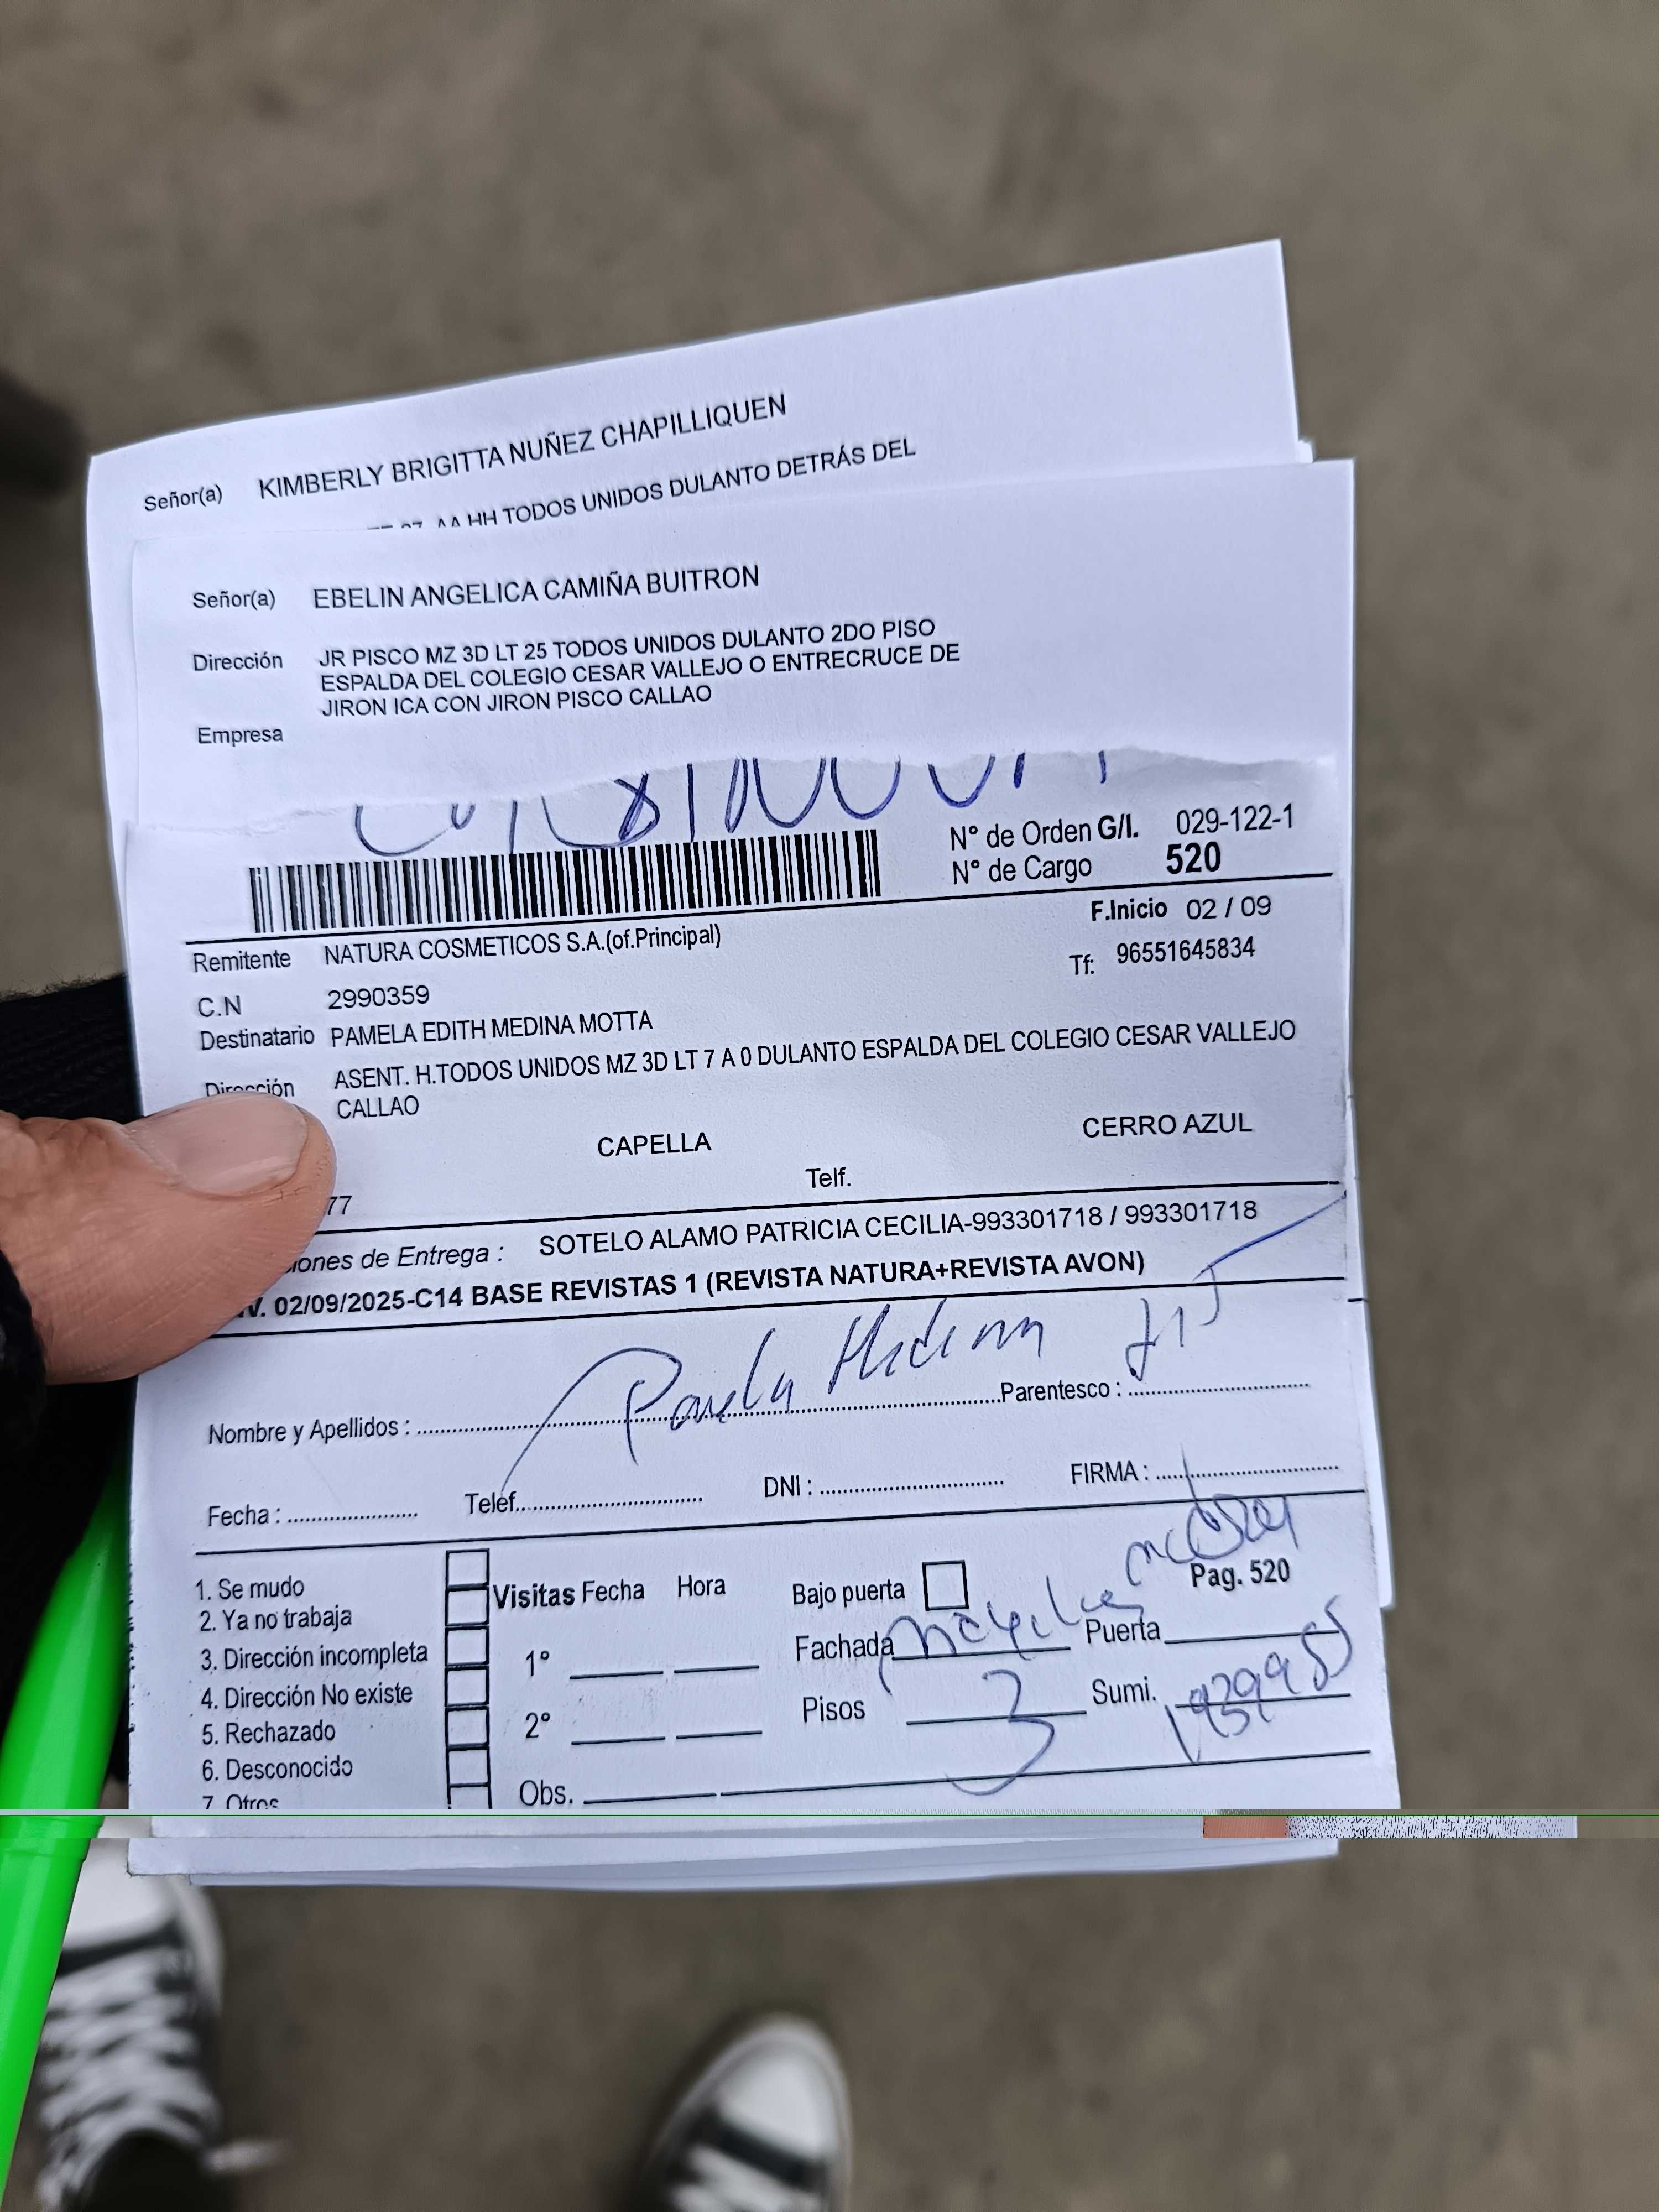 Señor(a) KIMBERLY BRIGITTA NUÑEZ CHAPILLIQUEN
AA.HH TODOS UNIDOS DULANTO DETRÁS DEL
Señor(a) EBELIN ANGELICA CAMIÑA BUITRON
Dirección JR PISCO MZ 3D LT 25 TODOS UNIDOS DULANTO 2DO PISO
ESPALDA DEL COLEGIO CESAR VALLEJO O ENTRECRUCE DE
JIRON ICA CON JIRON PISCO CALLAO
Empresa
N° de Orden G/I. 029-122-1
N° de Cargo 520
F.Inicio 02 / 09
Remitente NATURA COSMETICOS S.A.(of.Principal)
Tf: 96551645834
C.N 2990359
Destinatario PAMELA EDITH MEDINA MOTTA
Dirección ASENT. H.TODOS UNIDOS MZ 3D LT 7 A 0 DULANTO ESPALDA DEL COLEGIO CESAR VALLEJO
CALLAO
CAPELLA CERRO AZUL
77 Telf.
iones de Entrega : SOTELO ALAMO PATRICIA CECILIA-993301718 / 993301718
V. 02/09/2025-C14 BASE REVISTAS 1 (REVISTA NATURA+REVISTA AVON)
Nombre y Apellidos : Pamela Medina Parentesco :
Fecha : Telef. DNI : FIRMA :
1. Se mudo
2. Ya no trabaja
3. Dirección incompleta
4. Dirección No existe
5. Rechazado
6. Desconocido
7. Otros
Visitas Fecha Hora
1°
2°
Obs.
Bajo puerta Pag. 520
Fachada Puerta
Pisos 3 Sumi.